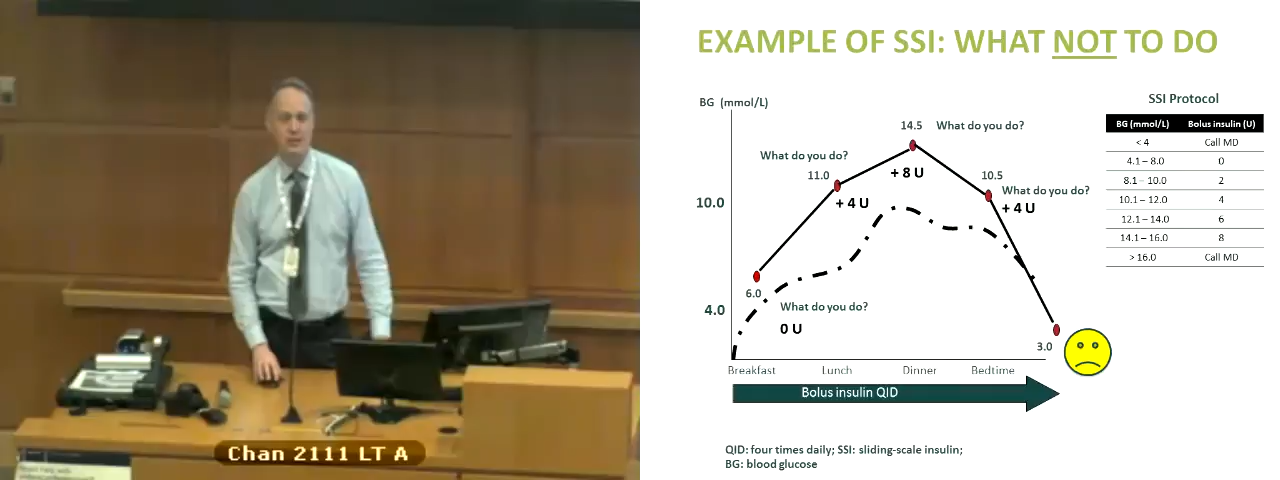 EXAMPLE OF SSI: WHAT NOT TO DO
BG (mmol/L)
14.5
What do you do?
What do you do?
11.0
+ 8 U
10.5
What do you do?
10.0
+ 4 U
+ 4 U
6.0
What do you do?
4.0
0 U
3.0
Breakfast Lunch Dinner Bedtime
Bolus insulin QID
QID: four times daily; SSI: sliding-scale insulin;
BG: blood glucose
SSI Protocol
BG (mmol/L) Bolus insulin (U)
< 4 Call MD
4.1 – 8.0 0
8.1 – 10.0 2
10.1 – 12.0 4
12.1 – 14.0 6
14.1 – 16.0 8
> 16.0 Call MD
Chan 2111 LT A